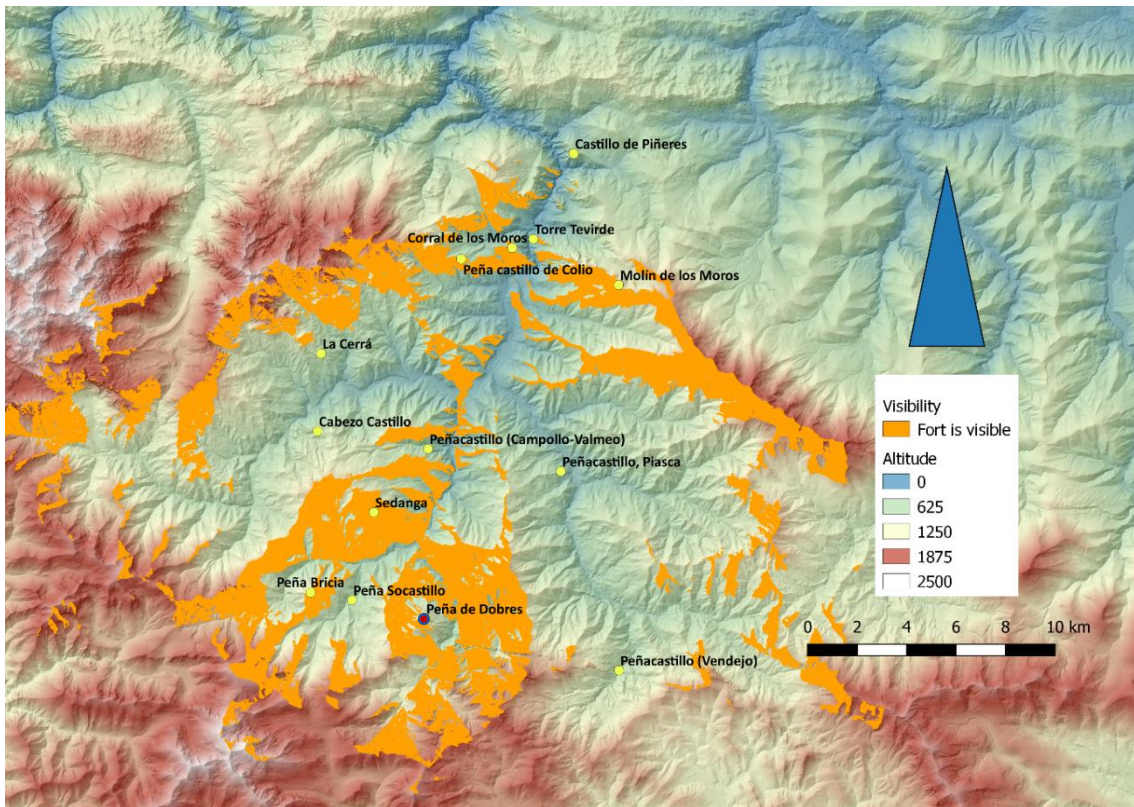 Castillo de Piñeres
Torre Tevirde
Corral de los Moros
Peña castillo de Colio
Molín de los Moros
La Cerrá
Cabezo Castillo
Peñacastillo (Campollo-Valmeo)
Peñacastillo, Piasca
Sedanga
Peña Bricia
Peña Socastillo
Peña de Dobres
Peñacastillo (Vendejo)
Visibility
Fort is visible
Altitude
0
625
1250
1875
2500
0 2 4 6 8 10 km